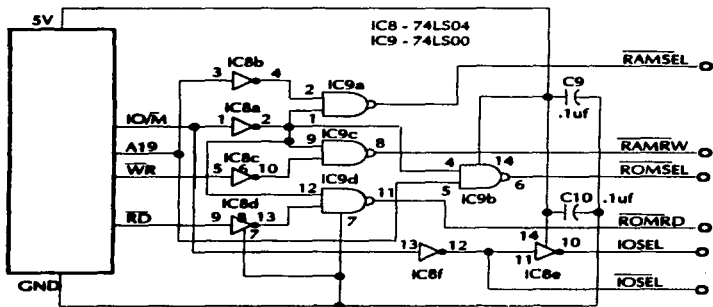 5V
IC8 - 74LS04
IC9 - 74LS00
IC8b
3
4
2
IC9a
RAMSEL
C9
.1uf
IO/M
IC8a
1
2
1
IC9c
9
8
RAMRW
A19
IC8c
WR
5
6
10
4
14
6
ROMSEL
5
IC9b
IC9d
12
11
7
C10
.1uf
ROMRD
IC8d
RD
9
8
13
7
13
12
IC8f
14
11
10
IC8e
IOSEL
IOSEL
GND